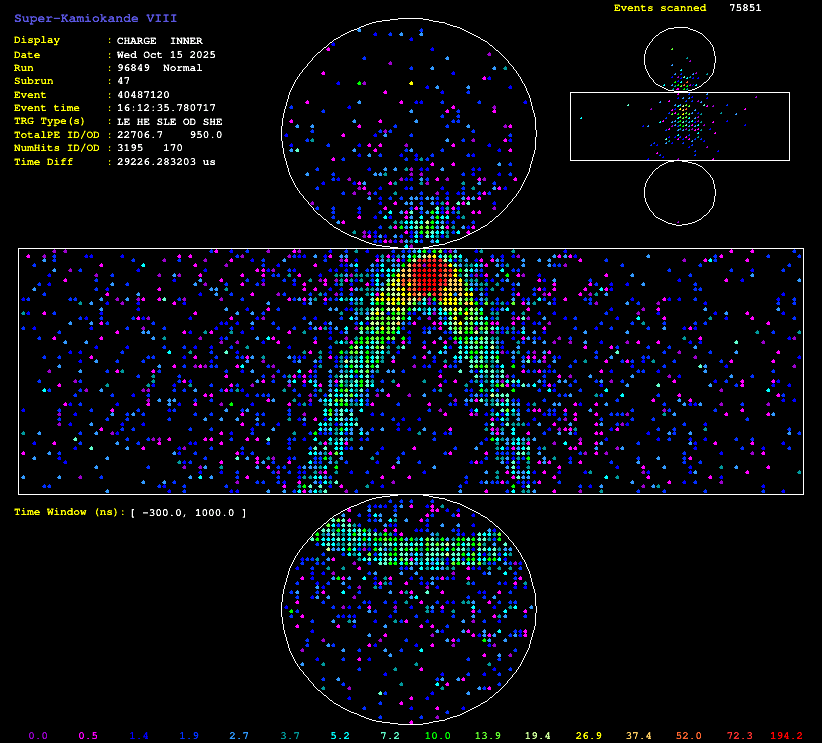 Super-Kamiokande VIII
Events scanned 75851
Display : CHARGE INNER
Date : Wed Oct 15 2025
Run : 96849 Normal
Subrun : 47
Event : 40487120
Event time : 16:12:35.780717
TRG Type(s) : LE HE SLE OD SHE
TotalPE ID/OD : 22706.7 950.0
NumHits ID/OD : 3195 170
Time Diff : 29226.283203 us
Time Window (ns): [ -300.0, 1000.0 ]
0.0 0.5 1.4 1.9 2.7 3.7 5.2 7.2 10.0 13.9 19.4 26.9 37.4 52.0 72.3 194.2